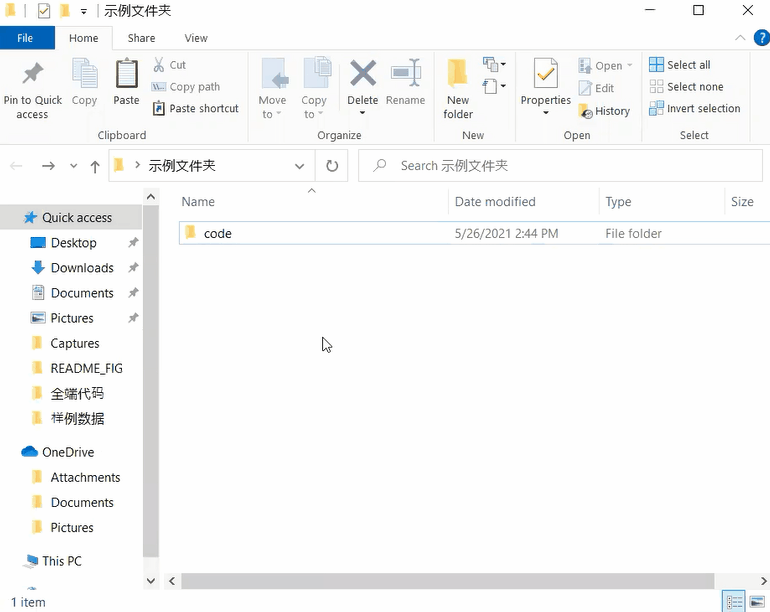 示例文件夹
File Home Share View
Pin to Quick access
Copy
Paste
Cut
Copy path
Paste shortcut
Clipboard
Move to
Copy to
Delete
Rename
Organize
New folder
New
Properties
Open
Edit
History
Open
Select all
Select none
Invert selection
Select
示例文件夹
Search 示例文件夹
Name Date modified Type Size
code 5/26/2021 2:44 PM File folder
Quick access
Desktop
Downloads
Documents
Pictures
Captures
README_FIG
全端代码
样例数据
OneDrive
Attachments
Documents
Pictures
This PC
1 item